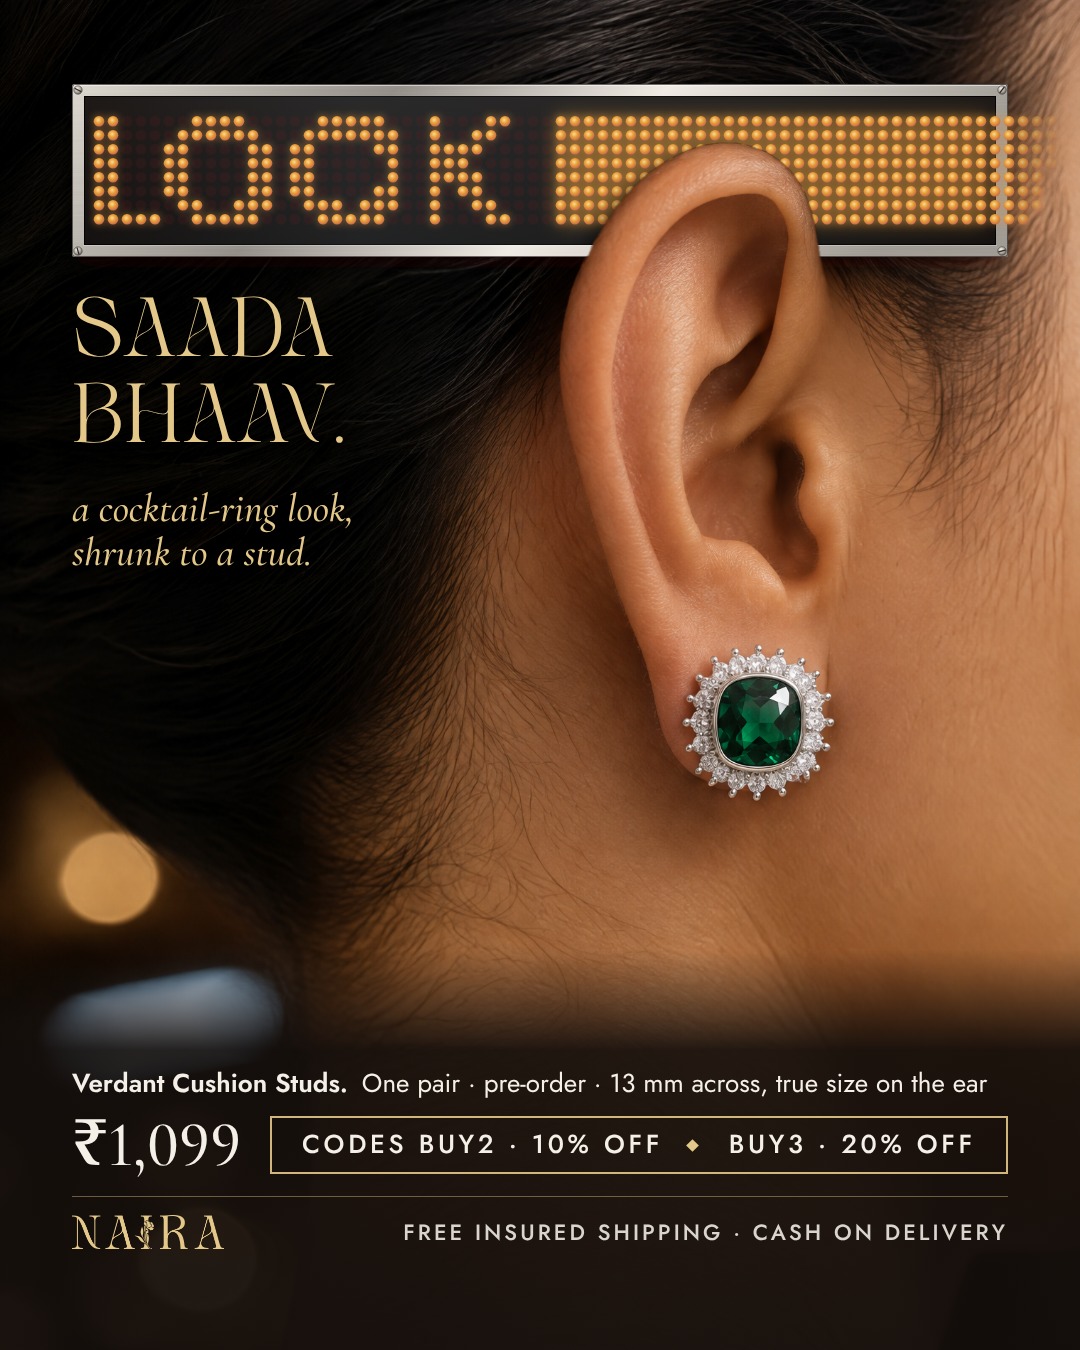 LOOK
SAADA
BHAAV.
a cocktail-ring look,
shrunk to a stud.
Verdant Cushion Studs. One pair · pre-order · 13 mm across, true size on the ear
₹1,099
CODES BUY2 · 10% OFF ◆ BUY3 · 20% OFF
NAIRA
FREE INSURED SHIPPING · CASH ON DELIVERY